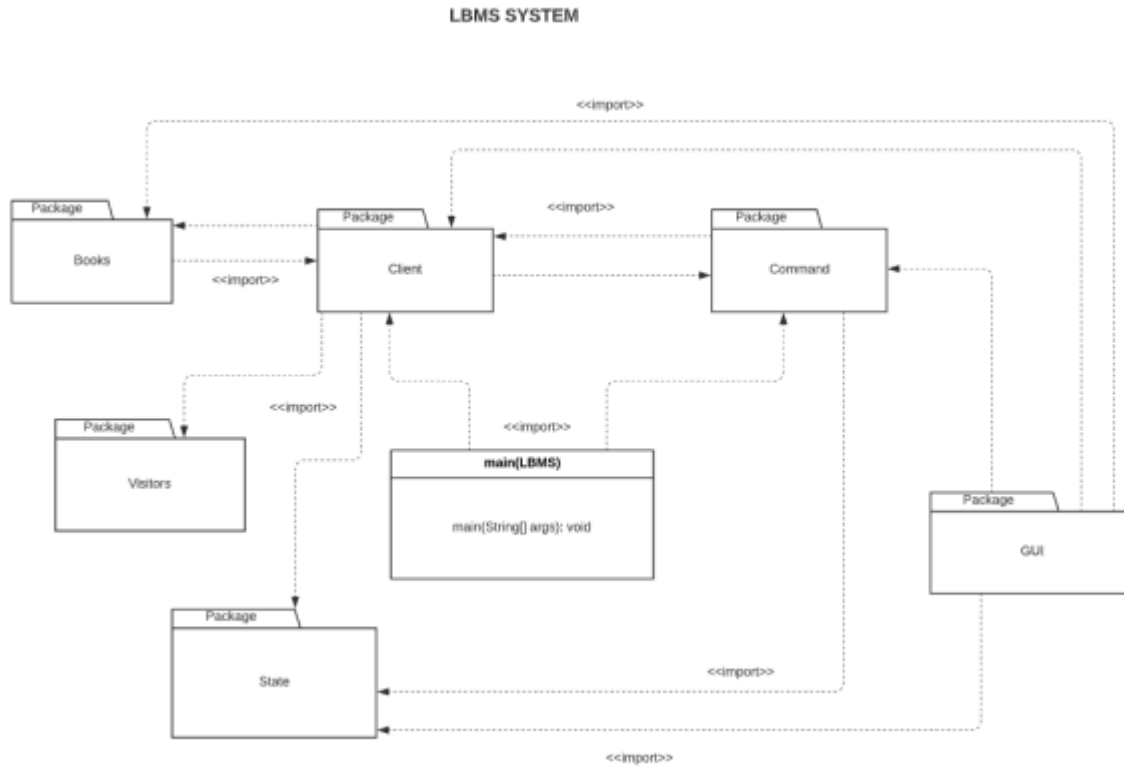 LBMS SYSTEM
<<import>>
Package
Books
Package
Client
<<import>>
Package
Command
<<import>>
<<import>>
<<import>>
Package
Visitors
main(LBMS)
main(String[] args): void
Package
GUI
Package
State
<<import>>
<<import>>